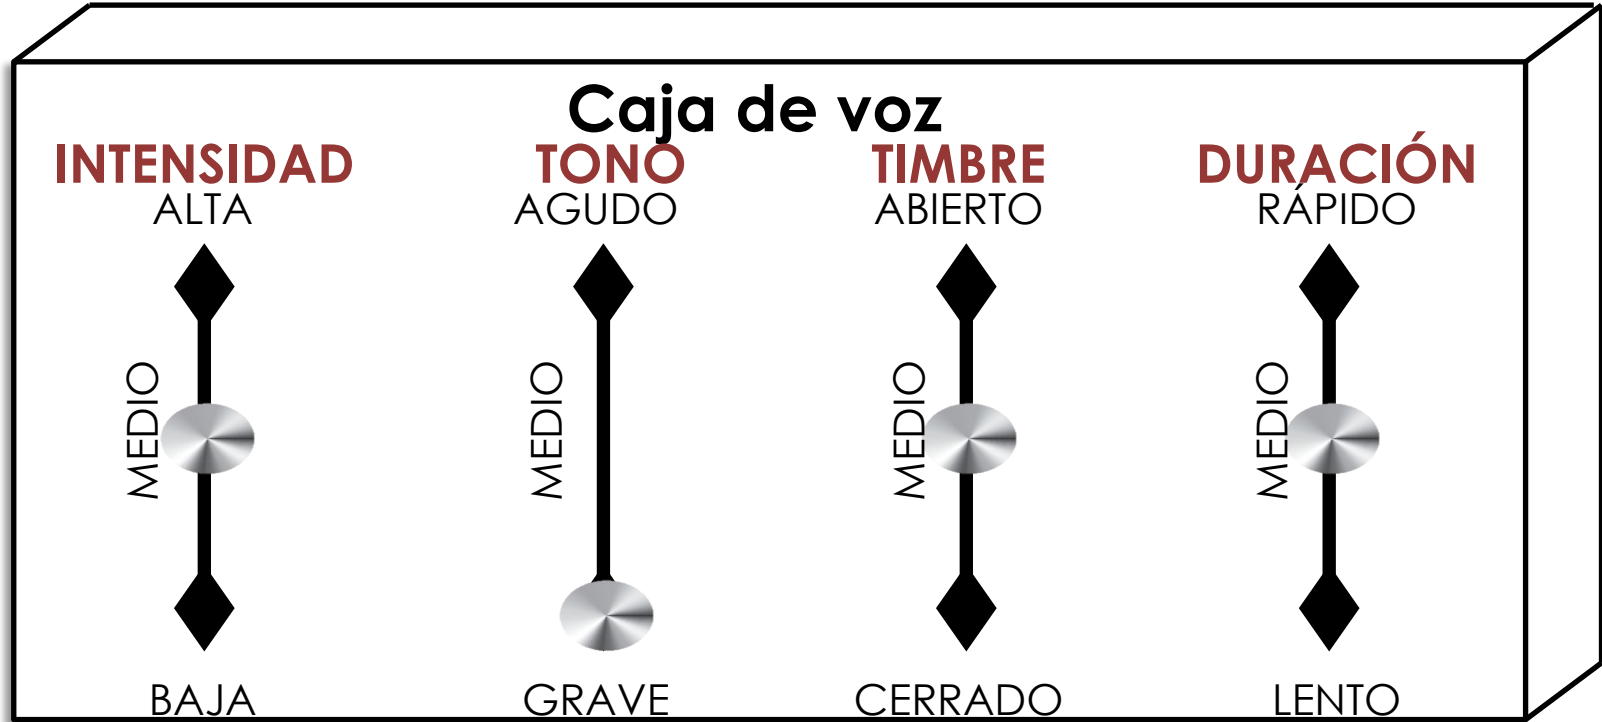 Caja de voz
INTENSIDAD TONO TIMBRE DURACIÓN
ALTA AGUDO ABIERTO RÁPIDO
MEDIO MEDIO MEDIO MEDIO
BAJA GRAVE CERRADO LENTO